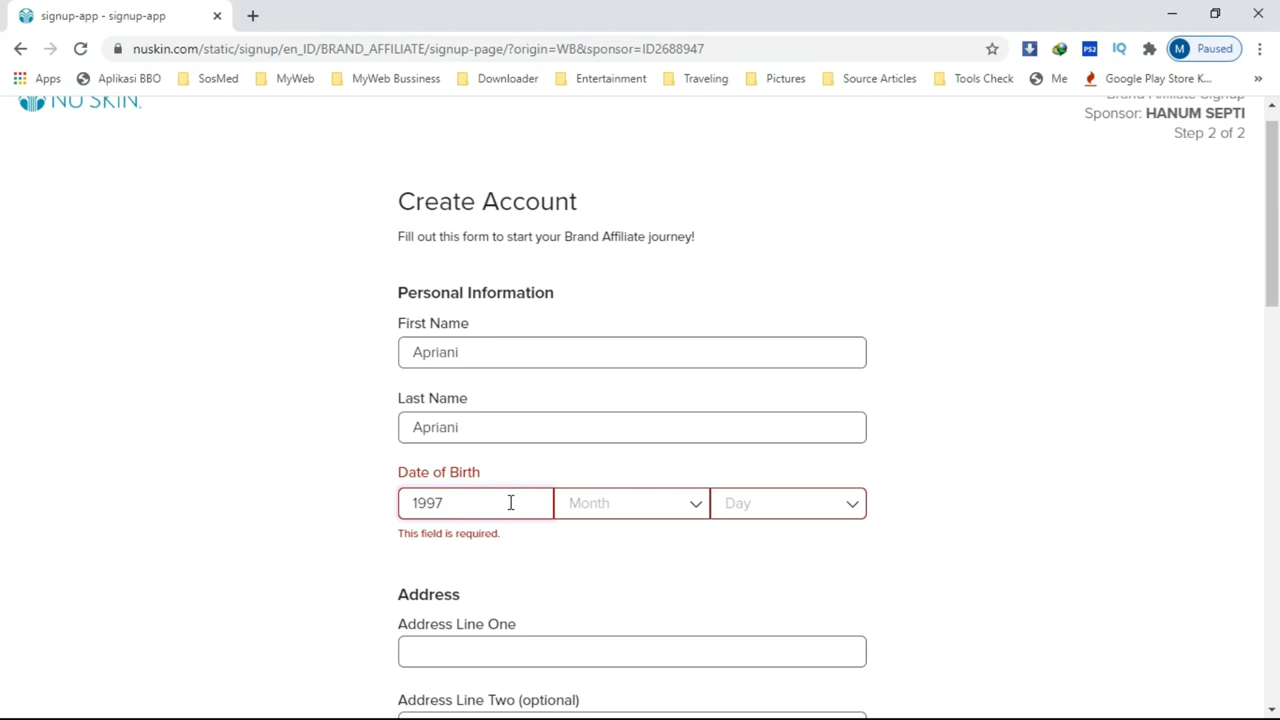 signup-app - signup-app
nuskin.com/static/signup/en_ID/BRAND_AFFILIATE/signup-page/?origin=WB&sponsor=ID2688947
PS2
IQ
M Paused
Apps
Aplikasi BBO
SosMed
MyWeb
MyWeb Bussiness
Downloader
Entertainment
Traveling
Pictures
Source Articles
Tools Check
Me
Google Play Store K...
»
NU SKIN.
Brand Affiliate Signup
Sponsor: HANUM SEPTI
Step 2 of 2
Create Account
Fill out this form to start your Brand Affiliate journey!
Personal Information
First Name
Apriani
Last Name
Apriani
Date of Birth
1997
Month
Day
This field is required.
Address
Address Line One
Address Line Two (optional)